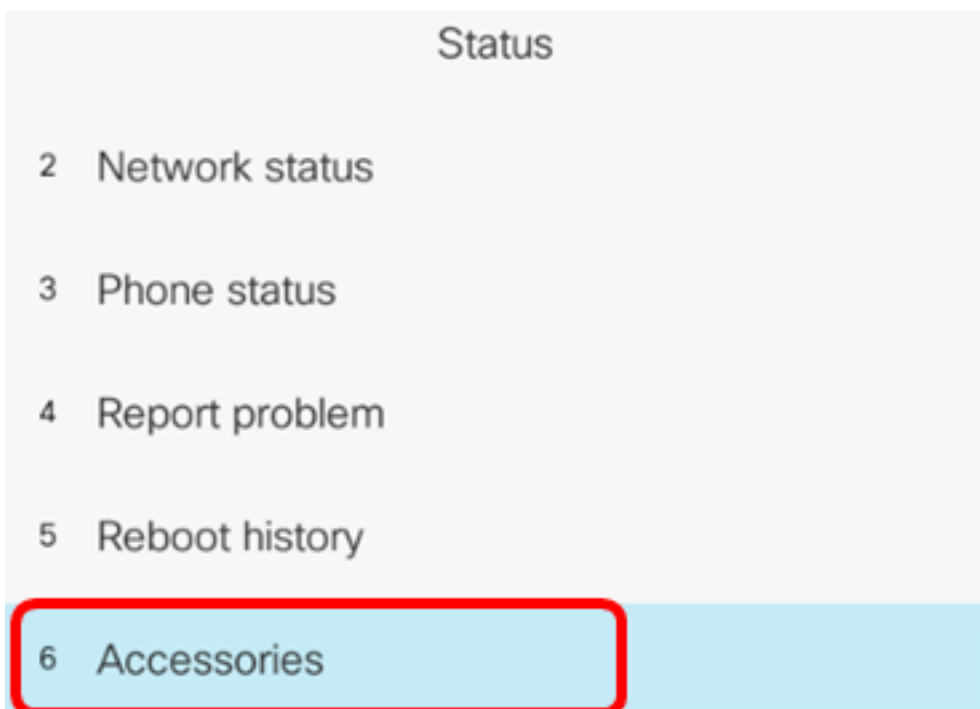 Status
2 Network status
3 Phone status
4 Report problem
5 Reboot history
6 Accessories